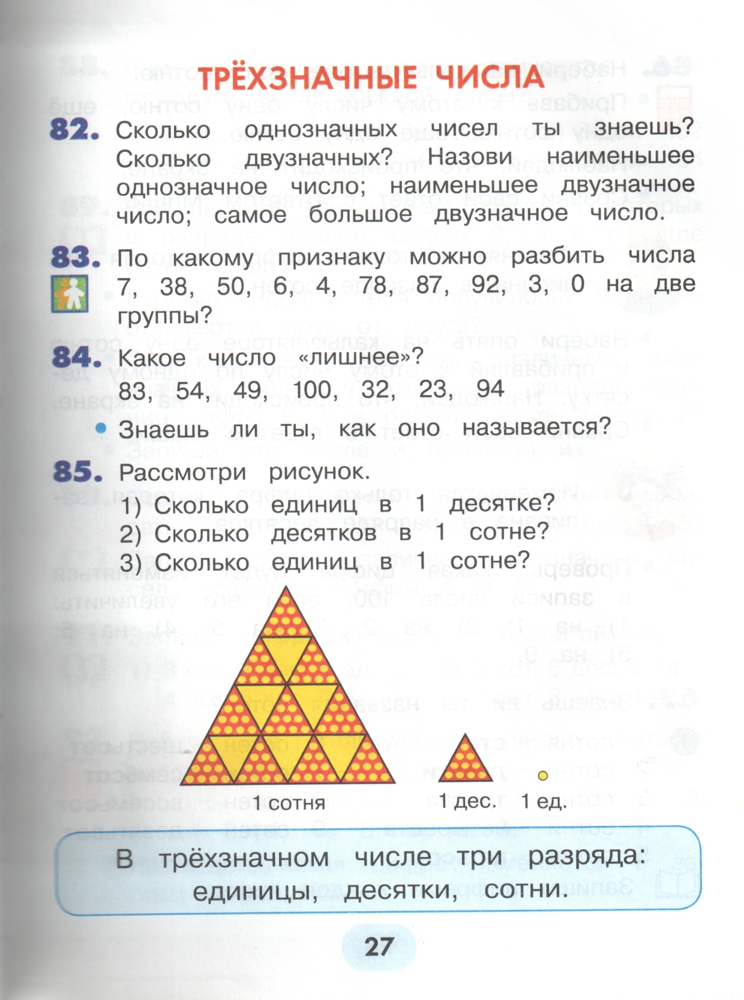 ТРЁХЗНАЧНЫЕ ЧИСЛА
82. Сколько однозначных чисел ты знаешь?
Сколько двузначных? Назови наименьшее
однозначное число; наименьшее двузначное
число; самое большое двузначное число.
83. По какому признаку можно разбить числа
7, 38, 50, 6, 4, 78, 87, 92, 3, 0 на две
группы?
84. Какое число «лишнее»?
83, 54, 49, 100, 32, 23, 94
• Знаешь ли ты, как оно называется?
85. Рассмотри рисунок.
1) Сколько единиц в 1 десятке?
2) Сколько десятков в 1 сотне?
3) Сколько единиц в 1 сотне?
1 сотня 1 дес. 1 ед.
В трёхзначном числе три разряда:
единицы, десятки, сотни.
27